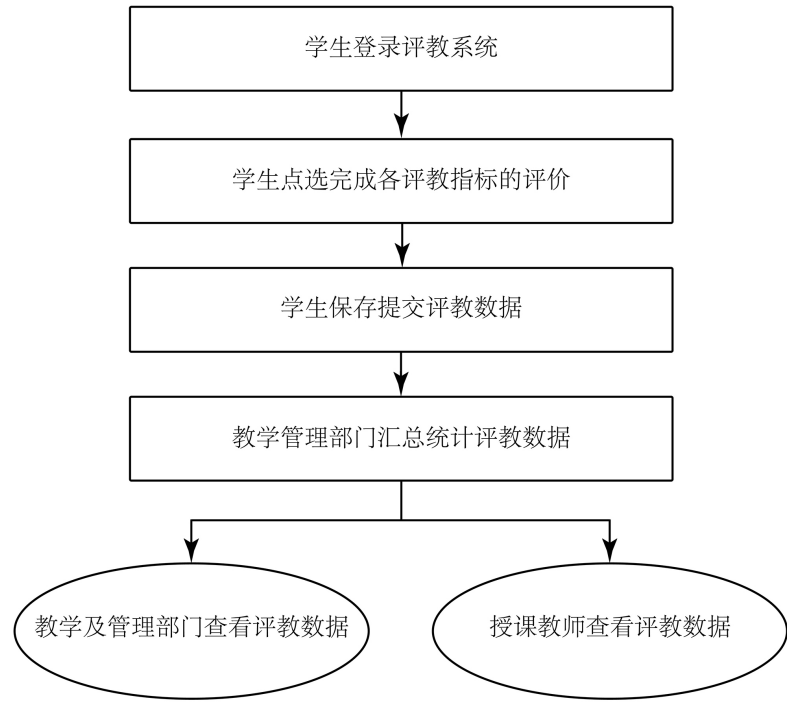 学生登录评教系统
学生点选完成各评教指标的评价
学生保存提交评教数据
教学管理部门汇总统计评教数据
教学及管理部门查看评教数据
授课教师查看评教数据